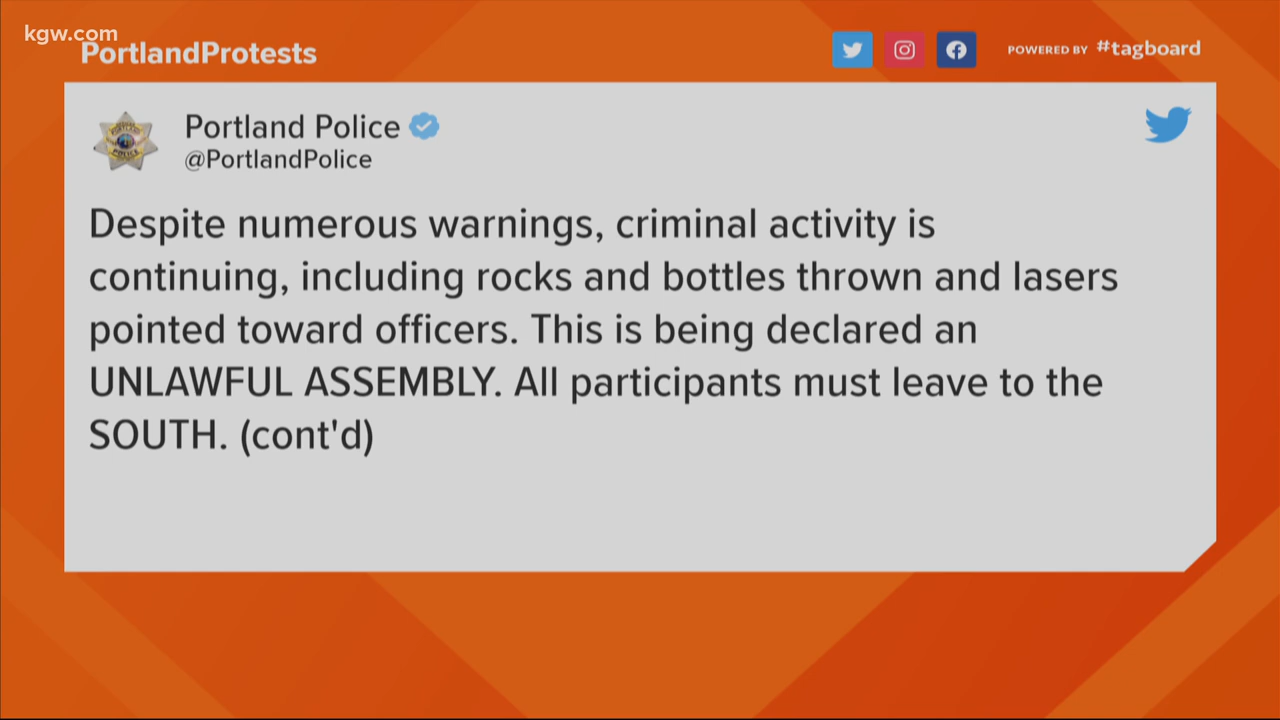 kgw.com
PortlandProtests
POWERED BY #tagboard
Portland Police
@PortlandPolice
Despite numerous warnings, criminal activity is
continuing, including rocks and bottles thrown and lasers
pointed toward officers. This is being declared an
UNLAWFUL ASSEMBLY. All participants must leave to the
SOUTH. (cont'd)